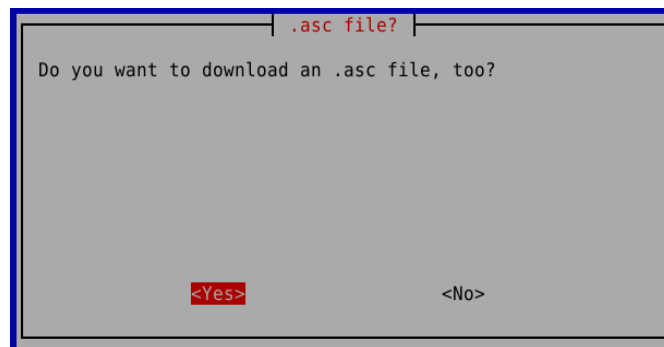 .asc file?
Do you want to download an .asc file, too?
<Yes> <No>